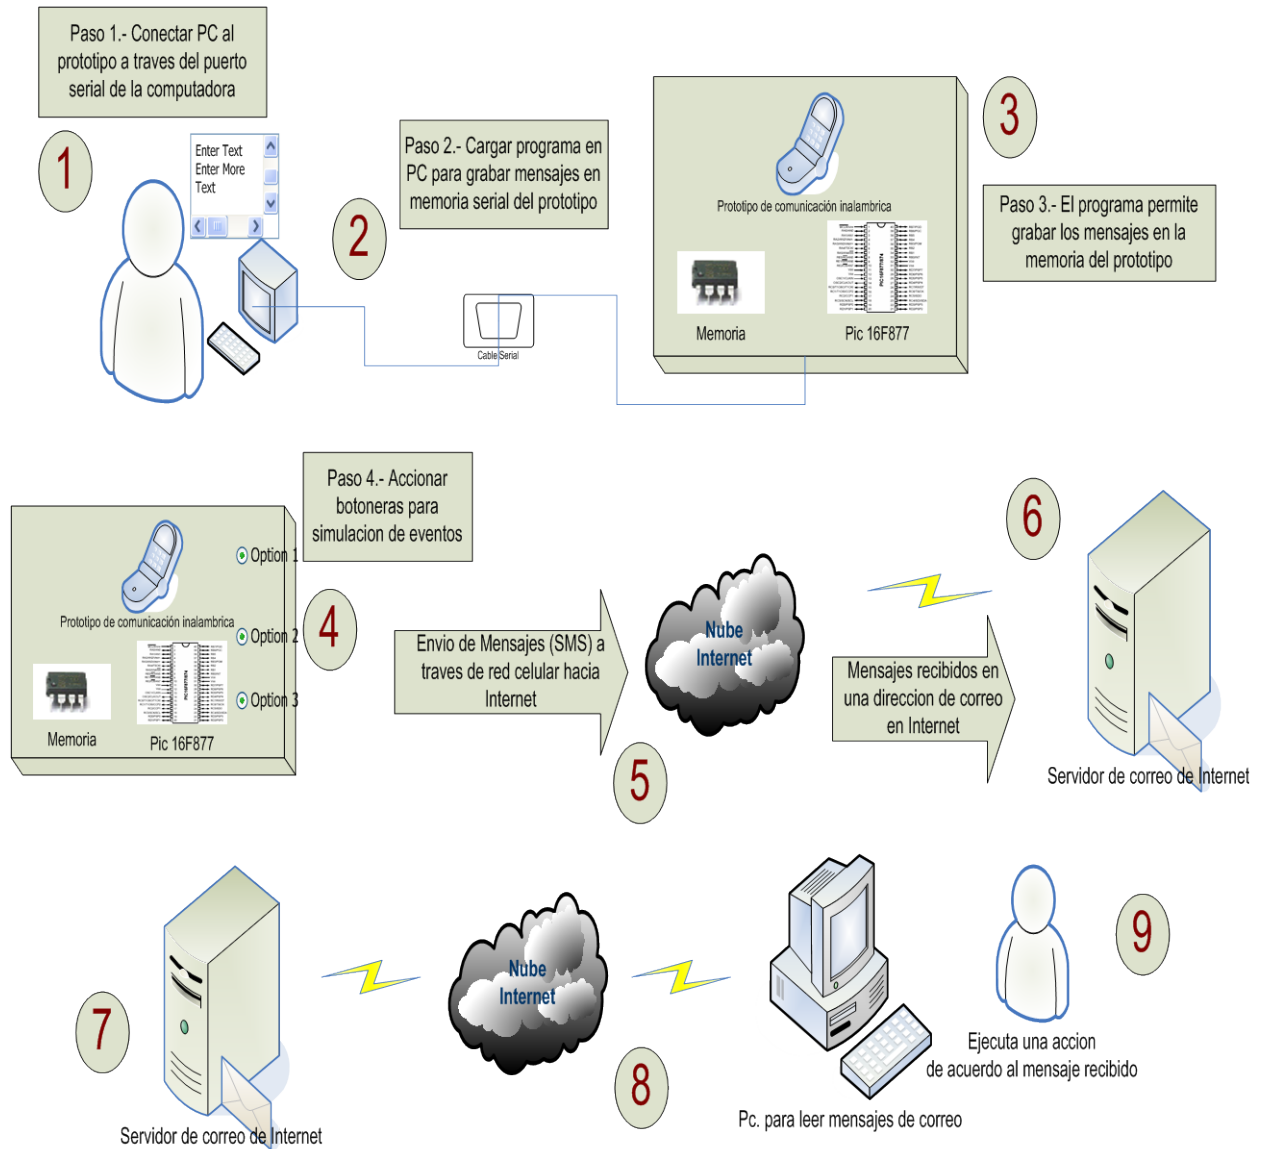 Paso 1.- Conectar PC al
prototipo a traves del puerto
serial de la computadora
1
Enter Text
Enter More
Text
2
Paso 2.- Cargar programa en
PC para grabar mensajes en
memoria serial del prototipo
Cable Serial
Prototipo de comunicación inalambrica
Memoria
Pic 16F877
3
Paso 3.- El programa permite
grabar los mensajes en la
memoria del prototipo
Paso 4.- Accionar
botoneras para
simulacion de eventos
Option 1
Prototipo de comunicación inalambrica
Option 2
Option 3
Memoria
Pic 16F877
4
Envio de Mensajes (SMS) a
traves de red celular hacia
Internet
5
Nube
Internet
Mensajes recibidos en
una direccion de correo
en Internet
6
Servidor de correo de Internet
7
Servidor de correo de Internet
Nube
Internet
8
Pc. para leer mensajes de correo
9
Ejecuta una accion
de acuerdo al mensaje recibido